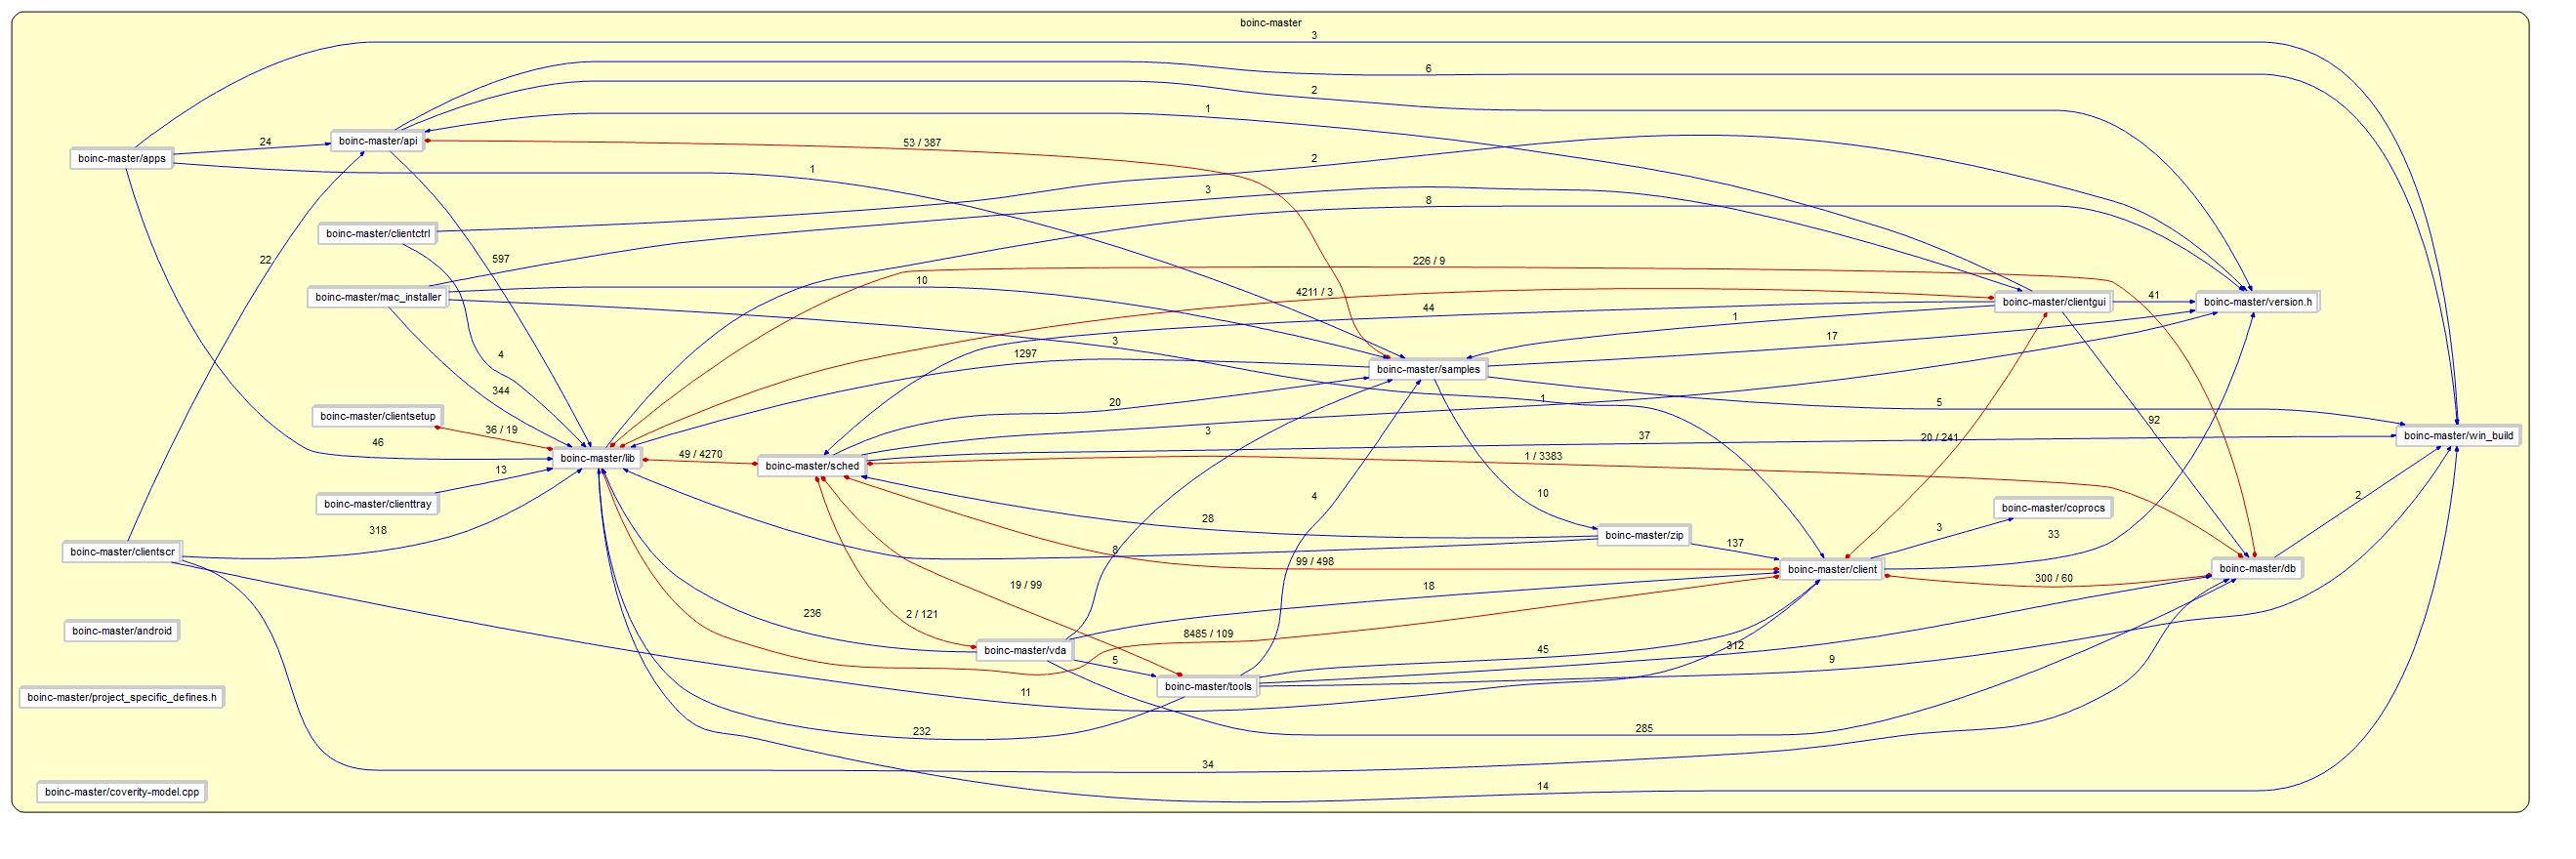 boinc-master
3
6
2
1
boinc-master/api
24
53 / 387
boinc-master/apps
2
1
3
8
boinc-master/clientctrl
22
597
226 / 9
10
4211 / 3
boinc-master/mac_installer
boinc-master/clientgui
41
boinc-master/version.h
44
1
17
3
4
1297
boinc-master/samples
344
20
1
5
boinc-master/clientsetup
92
36 / 19
3
37
20 / 241
boinc-master/win_build
46
49 / 4270
1 / 3383
boinc-master/lib
boinc-master/sched
13
10
4
2
boinc-master/clienttray
boinc-master/coprocs
28
3
318
boinc-master/zip
33
137
boinc-master/clientscr
8
99 / 498
boinc-master/client
boinc-master/db
300 / 60
19 / 99
18
236
2 / 121
boinc-master/android
8485 / 109
312
boinc-master/vda
45
5
9
boinc-master/tools
11
boinc-master/project_specific_defines.h
232
285
34
14
boinc-master/coverity-model.cpp